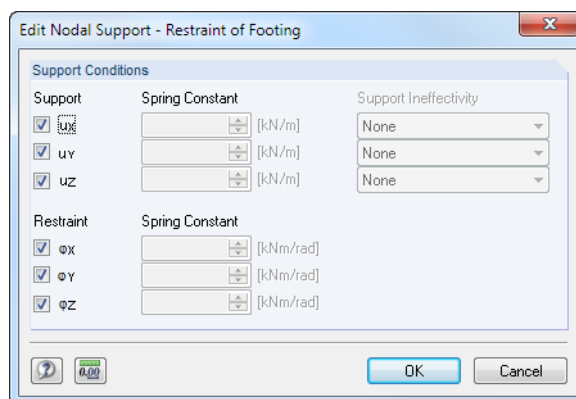 Edit Nodal Support - Restraint of Footing
Support Conditions
Support Spring Constant Support Ineffectivity
uX [kN/m] None
uY [kN/m] None
uZ [kN/m] None
Restraint Spring Constant
φX [kNm/rad]
φY [kNm/rad]
φZ [kNm/rad]
0.00 OK Cancel